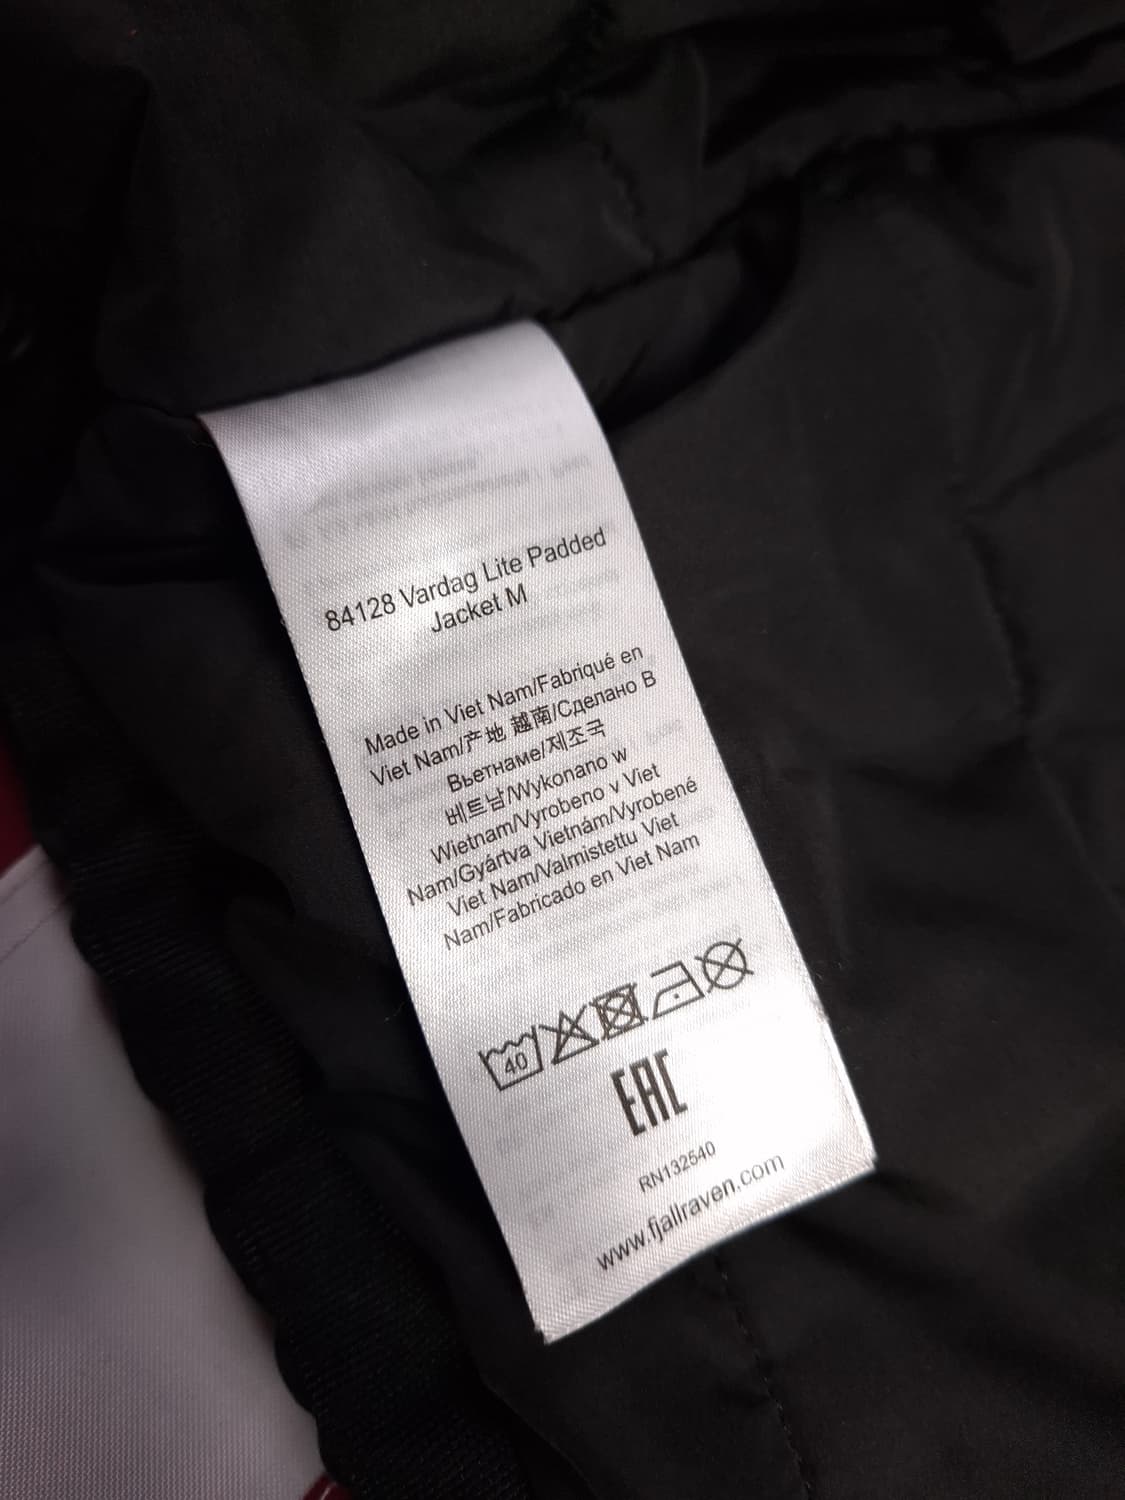 84128 Vardag Lite Padded
Jacket M
Made in Viet Nam/Fabriqué en
Viet Nam/产地 越南/Сделано В
Вьетнаме/제조국
베트남/Wykonano w
Wietnam/Vyrobeno v Viet
Nam/Gyártva Vietnám/Vyrobené
Viet Nam/Valmistettu Viet
Nam/Fabricado en Viet Nam
40
EAC
RN132540
www.fjallraven.com